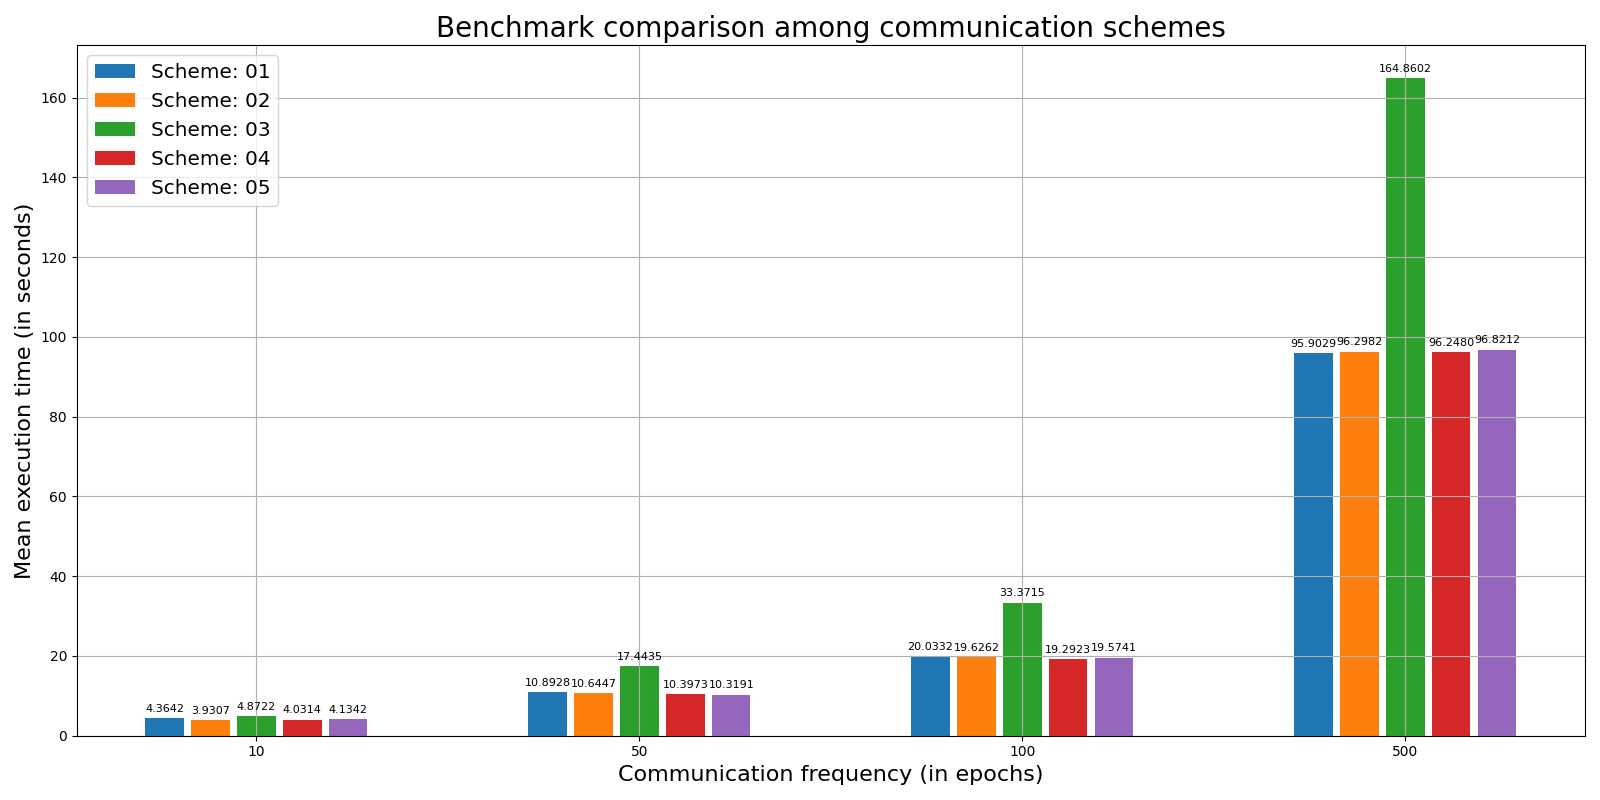 Benchmark comparison among communication schemes
Scheme: 01
Scheme: 02
Scheme: 03
Scheme: 04
Scheme: 05
Mean execution time (in seconds)
160
140
120
100
80
60
40
20
0
4.3642 3.9307 4.8722 4.0314 4.1342
10.8928 10.6447 17.4435 10.3973 10.3191
20.0332 19.6262 33.3715 19.2923 19.5741
95.9029 96.2982 164.8602 96.2480 96.8212
10 50 100 500
Communication frequency (in epochs)